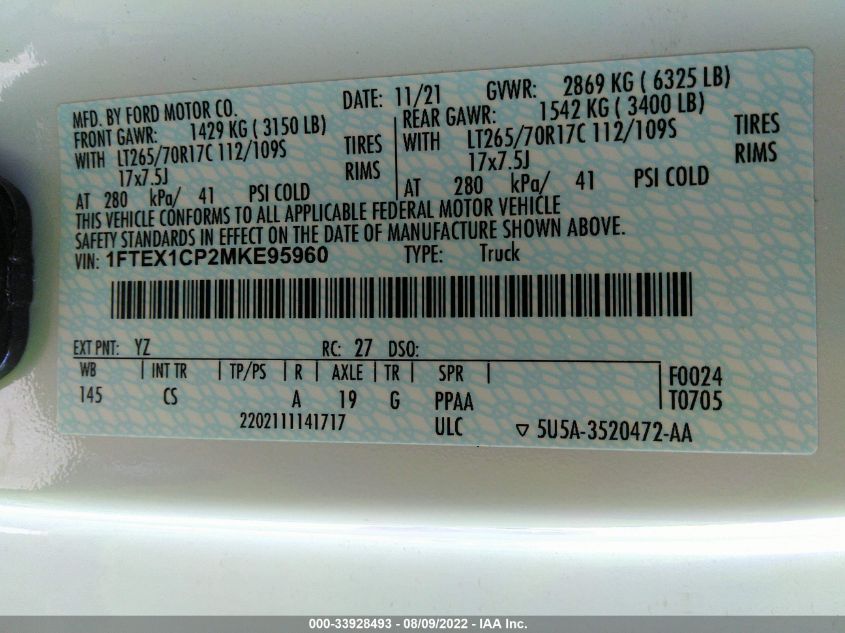 MFD. BY FORD MOTOR CO. DATE: 11/21 GVWR: 2869 KG ( 6325 LB)
FRONT GAWR: 1429 KG ( 3150 LB) REAR GAWR: 1542 KG ( 3400 LB)
WITH LT265/70R17C 112/109S TIRES WITH LT265/70R17C 112/109S TIRES
17x7.5J RIMS 17x7.5J RIMS
AT 280 kPa/ 41 PSI COLD AT 280 kPa/ 41 PSI COLD
THIS VEHICLE CONFORMS TO ALL APPLICABLE FEDERAL MOTOR VEHICLE
SAFETY STANDARDS IN EFFECT ON THE DATE OF MANUFACTURE SHOWN ABOVE.
VIN: 1FTEX1CP2MKE95960 TYPE: Truck
EXT PNT: YZ RC: 27 DSO:
WB INT TR TP/PS R AXLE TR SPR F0024
145 CS A 19 G PPAA T0705
2202111141717 ULC ▽ 5U5A-3520472-AA
000-33928493 - 08/09/2022 - IAA Inc.